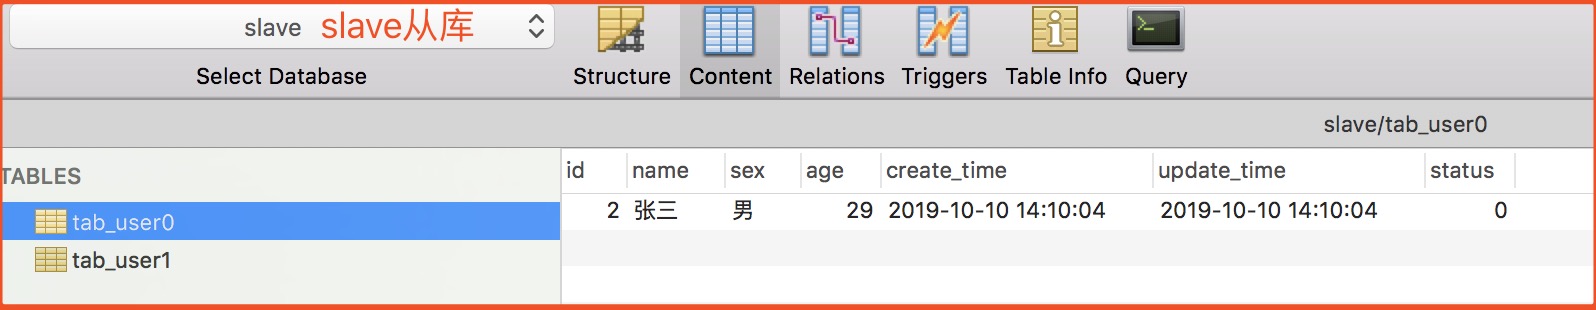 slave slave从库
Select Database Structure Content Relations Triggers Table Info Query
slave/tab_user0
TABLES
tab_user0
tab_user1
id name sex age create_time update_time status
2 张三 男 29 2019-10-10 14:10:04 2019-10-10 14:10:04 0